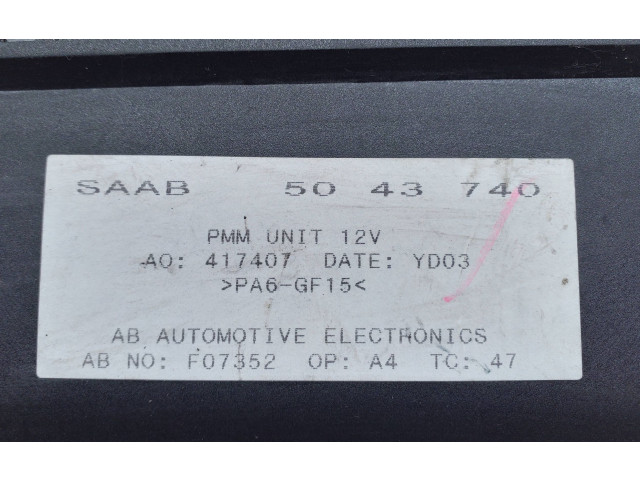 SAAB 50 43 740
PMM UNIT 12V
AO: 417407 DATE: YD03
>PA6-GF15<
AB AUTOMOTIVE ELECTRONICS
AB NO: F07352 OP: A4 TC: 47